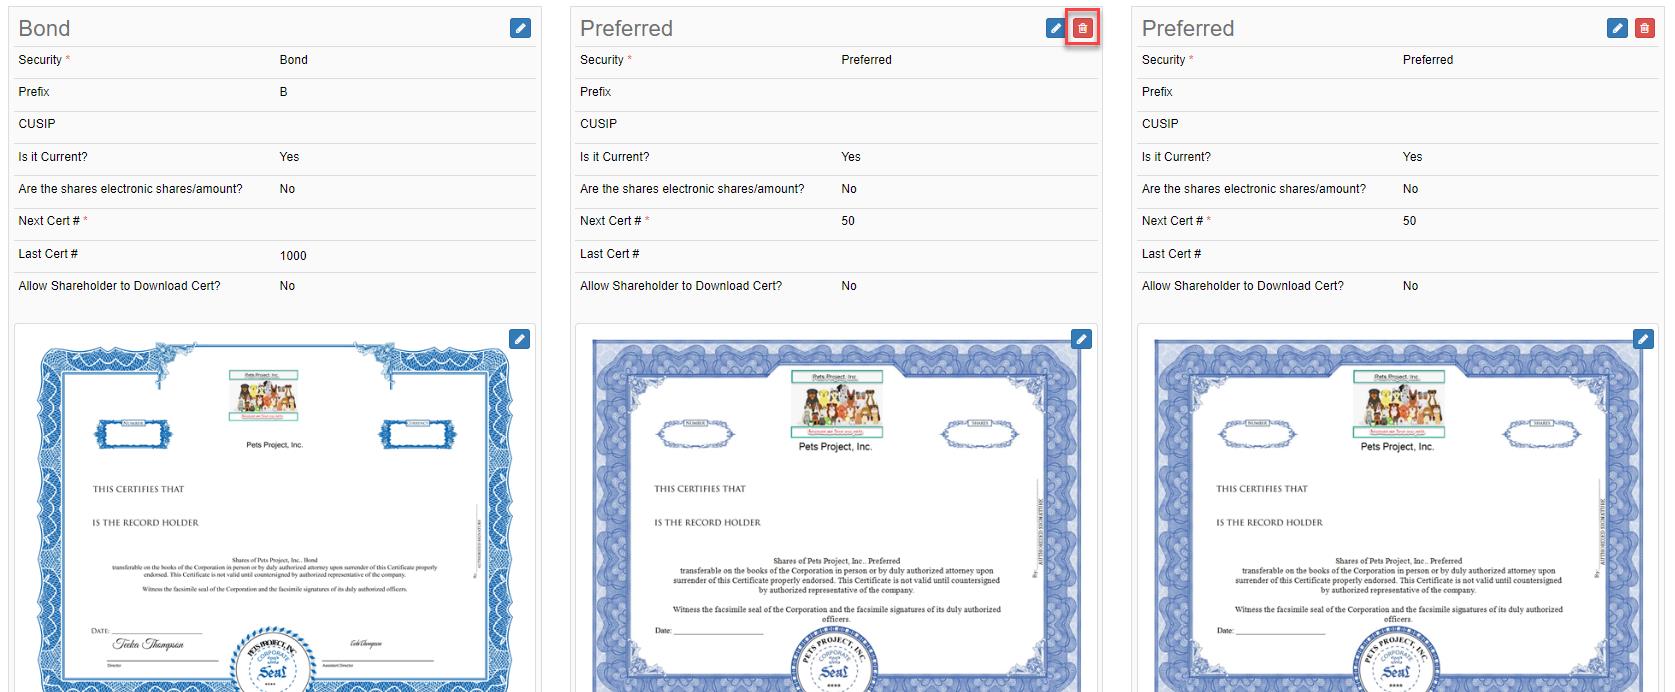 Bond
Security *
Bond
Prefix
B
CUSIP
Is it Current?
Yes
Are the shares electronic shares/amount?
No
Next Cert # *
Last Cert #
1000
Allow Shareholder to Download Cert?
No
Pets Project, Inc.
NUMBER
CURRENCY
Pets Project, Inc.
THIS CERTIFIES THAT
IS THE RECORD HOLDER
AUTHORIZED SIGNATURE
By:
Shares of Pets Project, Inc.. Bond
transferable on the books of the Corporation in person or by duly authorized attorney upon surrender of this Certificate properly
endorsed. This Certificate is not valid until countersigned by authorized representative of the company.
Witness the facsimile seal of the Corporation and the facsimile signatures of its duly authorized officers.
DATE:
Teeka Thompson
Director
Assistant Director
PETS PROJECT, INC.
CORPORATE
Seal
Preferred
Security *
Preferred
Prefix
CUSIP
Is it Current?
Yes
Are the shares electronic shares/amount?
No
Next Cert # *
50
Last Cert #
Allow Shareholder to Download Cert?
No
Pets Project, Inc.
NUMBER
SHARES
Pets Project, Inc.
THIS CERTIFIES THAT
IS THE RECORD HOLDER
AUTHORIZED SIGNATURE
By:
Shares of Pets Project, Inc.. Preferred
transferable on the books of the Corporation in person or by duly authorized attorney upon
surrender of this Certificate properly endorsed. This Certificate is not valid until countersigned
by authorized representative of the company.
Witness the facsimile seal of the Corporation and the facsimile signatures of its duly authorized
officers.
Date:
PETS PROJECT, INC.
CORPORATE
Seal
Preferred
Security *
Preferred
Prefix
CUSIP
Is it Current?
Yes
Are the shares electronic shares/amount?
No
Next Cert # *
50
Last Cert #
Allow Shareholder to Download Cert?
No
Pets Project, Inc.
NUMBER
SHARES
Pets Project, Inc.
THIS CERTIFIES THAT
IS THE RECORD HOLDER
AUTHORIZED SIGNATURE
By:
Shares of Pets Project, Inc.. Preferred
transferable on the books of the Corporation in person or by duly authorized attorney upon
surrender of this Certificate properly endorsed. This Certificate is not valid until countersigned
by authorized representative of the company.
Witness the facsimile seal of the Corporation and the facsimile signatures of its duly authorized
officers.
Date:
PETS PROJECT, INC.
CORPORATE
Seal